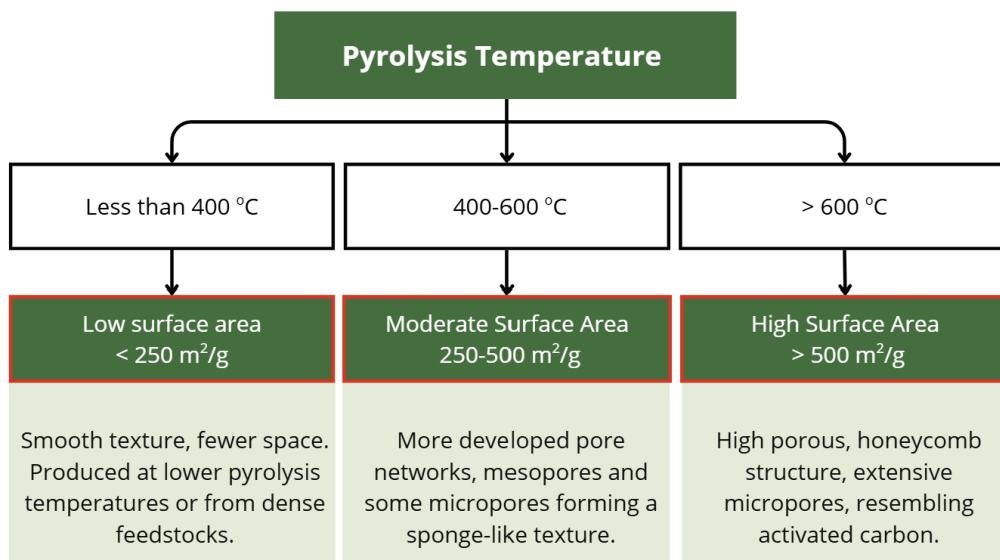 Pyrolysis Temperature
Less than 400 °C
400-600 °C
> 600 °C
Low surface area
< 250 m²/g
Moderate Surface Area
250-500 m²/g
High Surface Area
> 500 m²/g
Smooth texture, fewer space.
Produced at lower pyrolysis
temperatures or from dense
feedstocks.
More developed pore
networks, mesopores and
some micropores forming a
sponge-like texture.
High porous, honeycomb
structure, extensive
micropores, resembling
activated carbon.